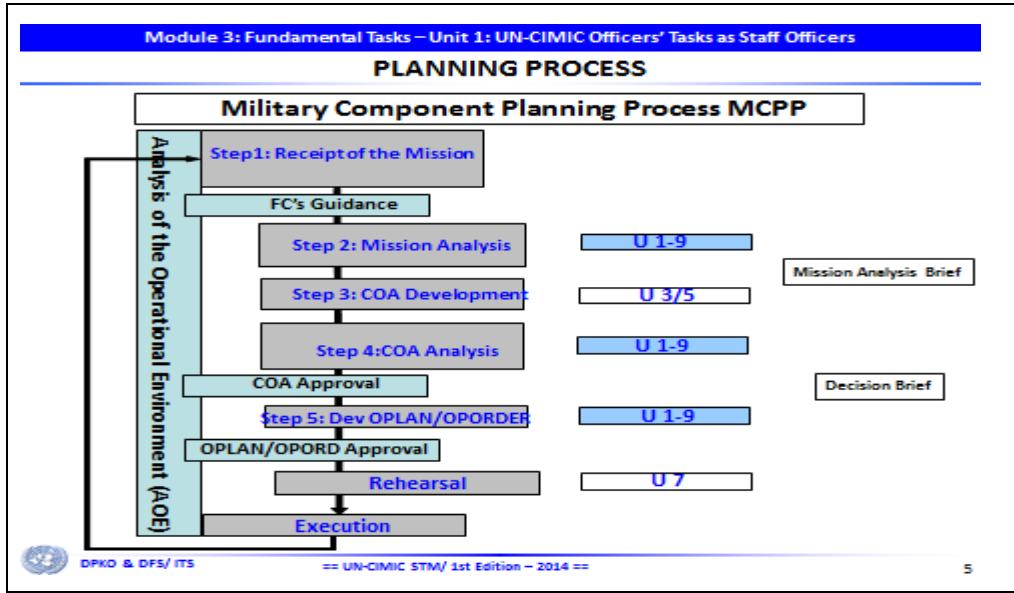 Module 3: Fundamental Tasks – Unit 1: UN-CIMIC Officers' Tasks as Staff Officers
PLANNING PROCESS
Military Component Planning Process MCPP
Analysis of the Operational Environment (AOE)
Step1: Receipt of the Mission
FC's Guidance
Step 2: Mission Analysis
U 1-9
Mission Analysis Brief
Step 3: COA Development
U 3/5
Step 4:COA Analysis
U 1-9
COA Approval
Decision Brief
Step 5: Dev OPLAN/OPORDER
U 1-9
OPLAN/OPORD Approval
Rehearsal
U 7
Execution
DPKO & DFS/ ITS
== UN-CIMIC STM/ 1st Edition – 2014 ==
5